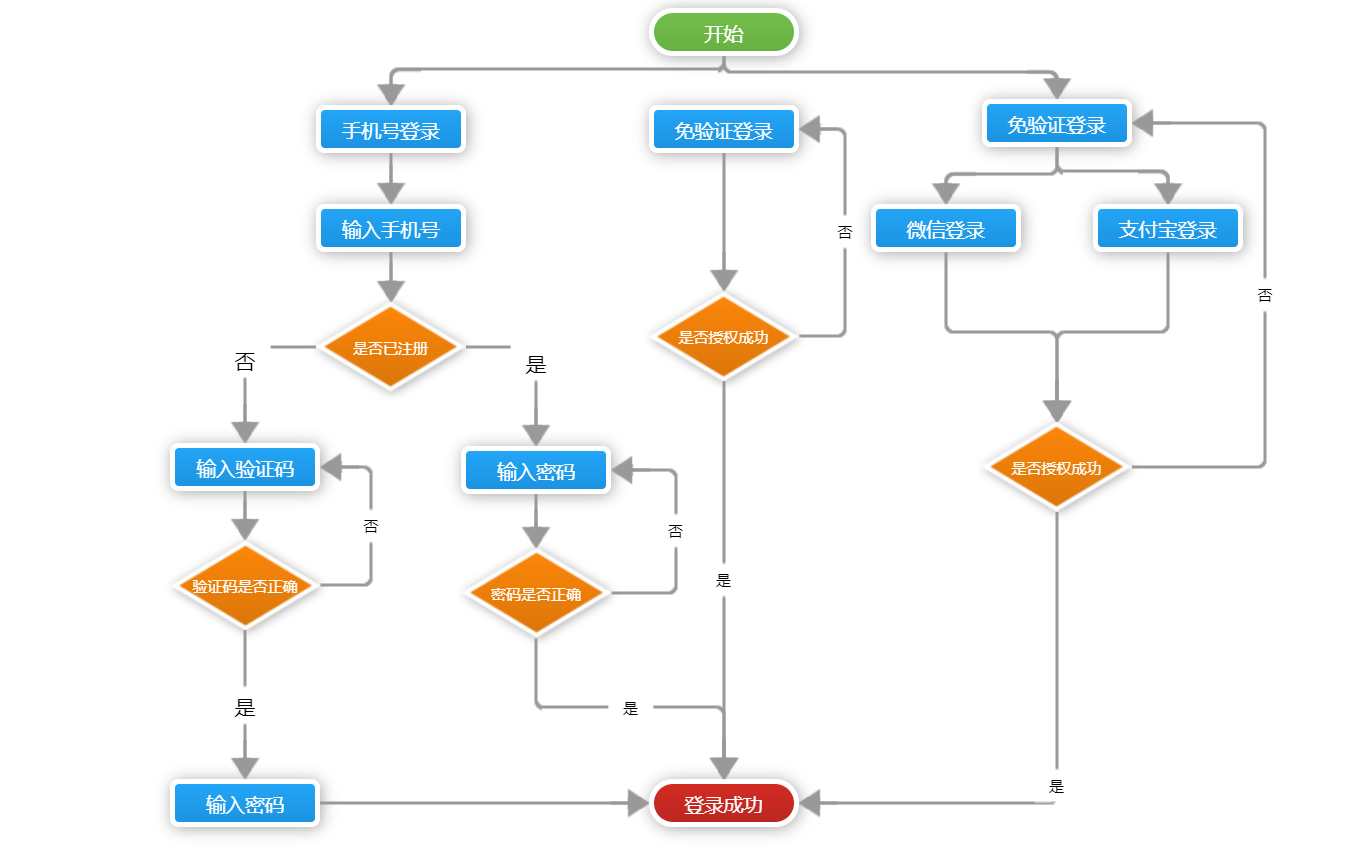 开始
手机号登录
免验证登录
免验证登录
输入手机号
微信登录
支付宝登录
否
否
是否已注册
是否授权成功
否
是
输入验证码
输入密码
是否授权成功
否
否
验证码是否正确
密码是否正确
是
是
是
是
输入密码
登录成功